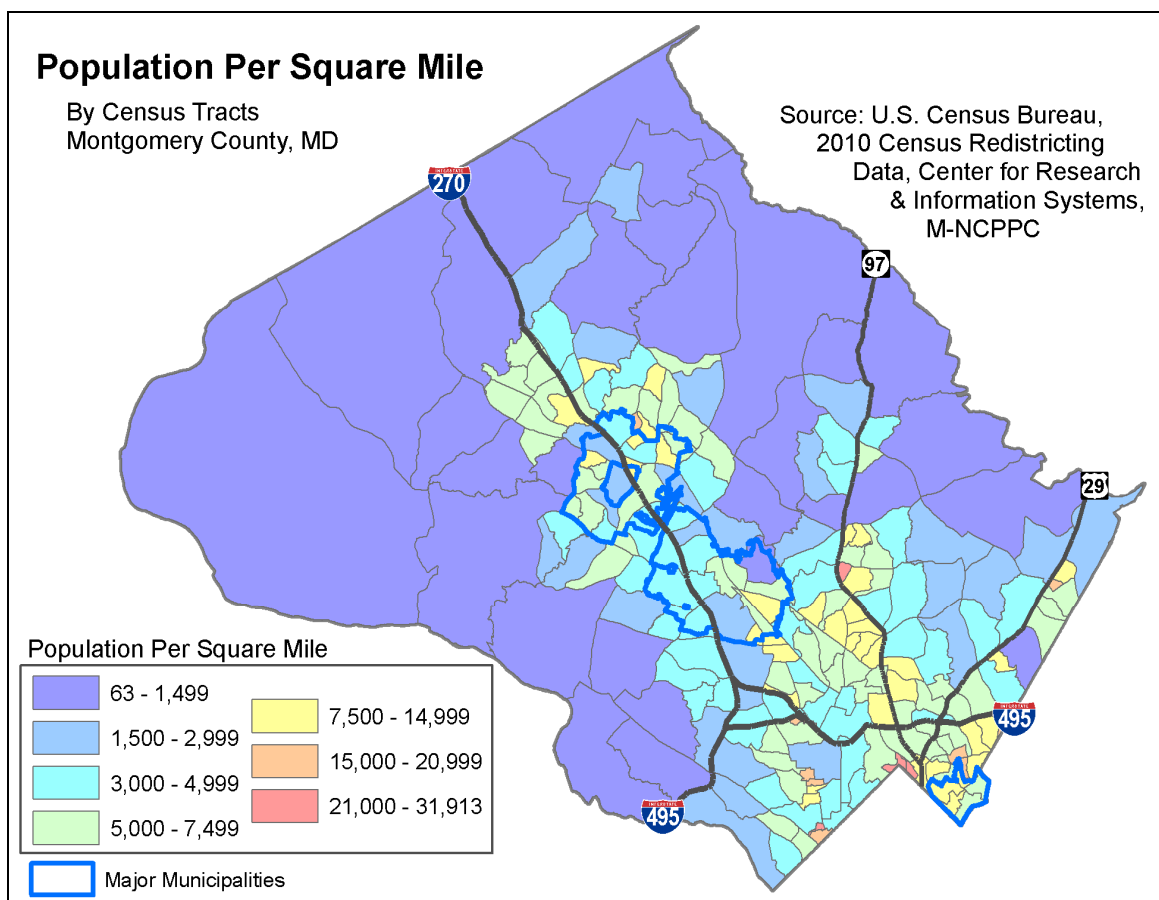 Population Per Square Mile
By Census Tracts
Montgomery County, MD
Source: U.S. Census Bureau,
2010 Census Redistricting
Data, Center for Research
& Information Systems,
M-NCPPC
INTERSTATE
270
97
29
INTERSTATE
495
INTERSTATE
495
Population Per Square Mile
63 - 1,499
1,500 - 2,999
3,000 - 4,999
5,000 - 7,499
7,500 - 14,999
15,000 - 20,999
21,000 - 31,913
Major Municipalities